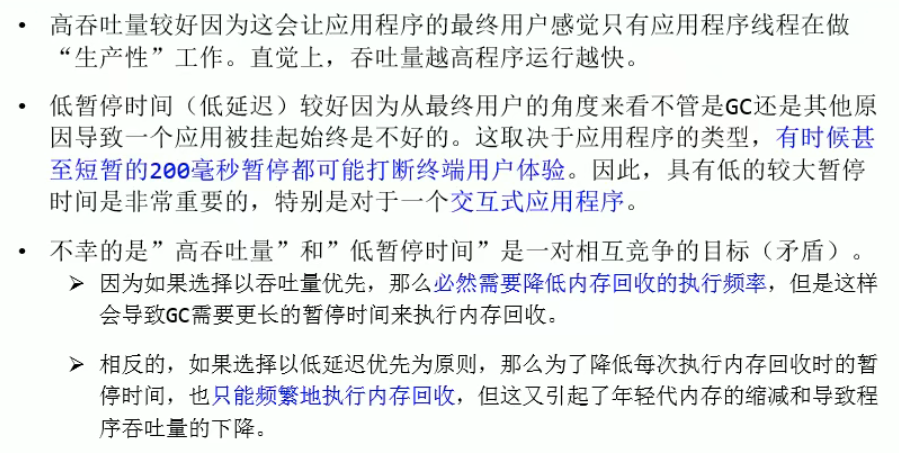 • 高吞吐量较好因为这会让应用程序的最终用户感觉只有应用程序线程在做
“生产性”工作。直觉上，吞吐量越高程序运行越快。
• 低暂停时间（低延迟）较好因为从最终用户的角度来看不管是GC还是其他原
因导致一个应用被挂起始终是不好的。这取决于应用程序的类型，有时候甚
至短暂的200毫秒暂停都可能打断终端用户体验。因此，具有低的较大暂停
时间是非常重要的，特别是对于一个交互式应用程序。
• 不幸的是”高吞吐量”和”低暂停时间”是一对相互竞争的目标（矛盾）。
➢ 因为如果选择以吞吐量优先，那么必然需要降低内存回收的执行频率，但是这样
会导致GC需要更长的暂停时间来执行内存回收。
➢ 相反的，如果选择以低延迟优先为原则，那么为了降低每次执行内存回收时的暂
停时间，也只能频繁地执行内存回收，但这又引起了年轻代内存的缩减和导致程
序吞吐量的下降。